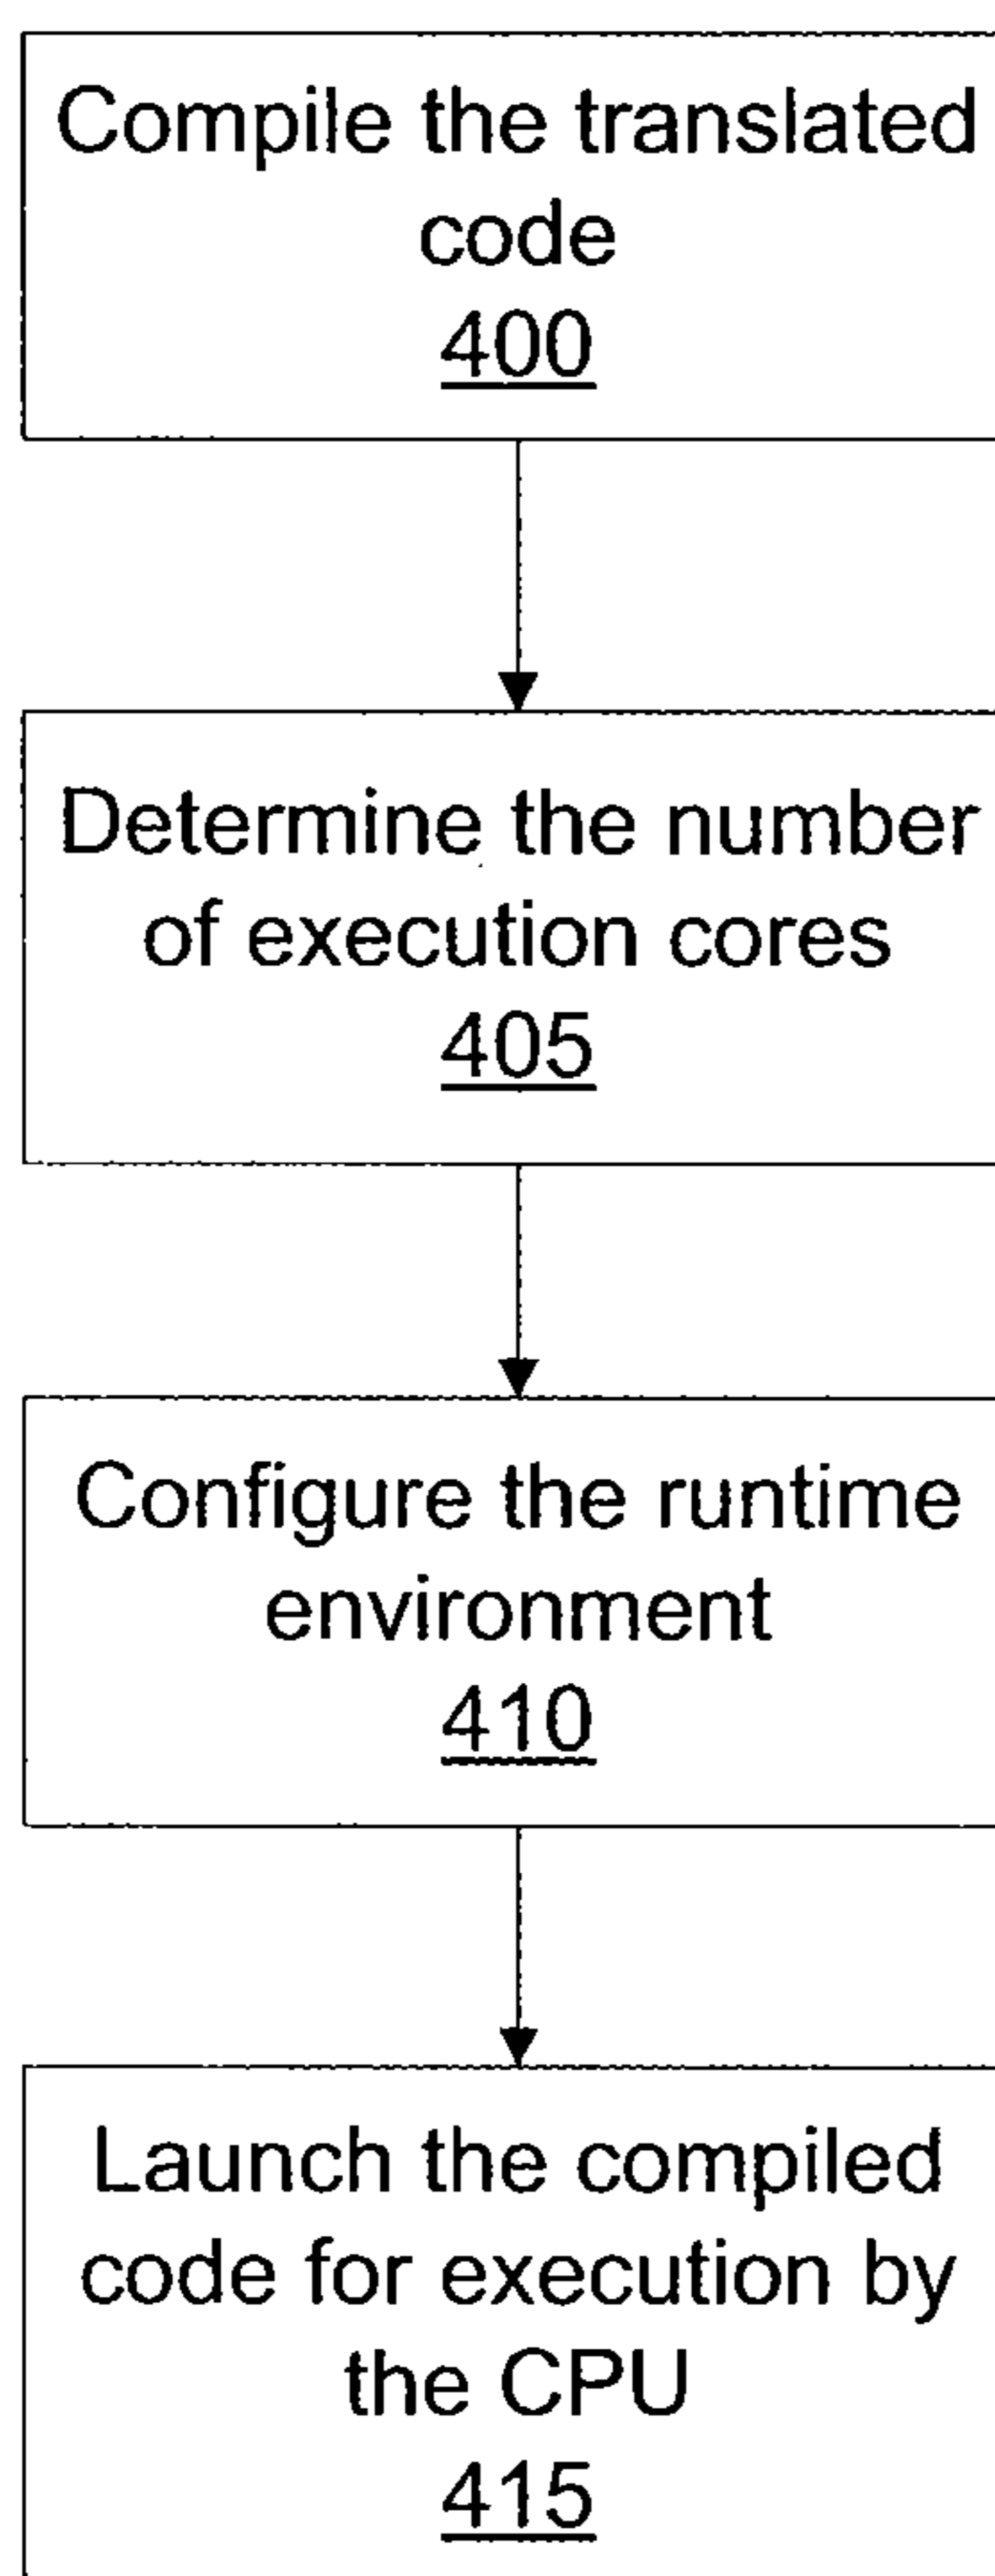 Compile the translated
code
400
Determine the number
of execution cores
405
Configure the runtime
environment
410
Launch the compiled
code for execution by
the CPU
415